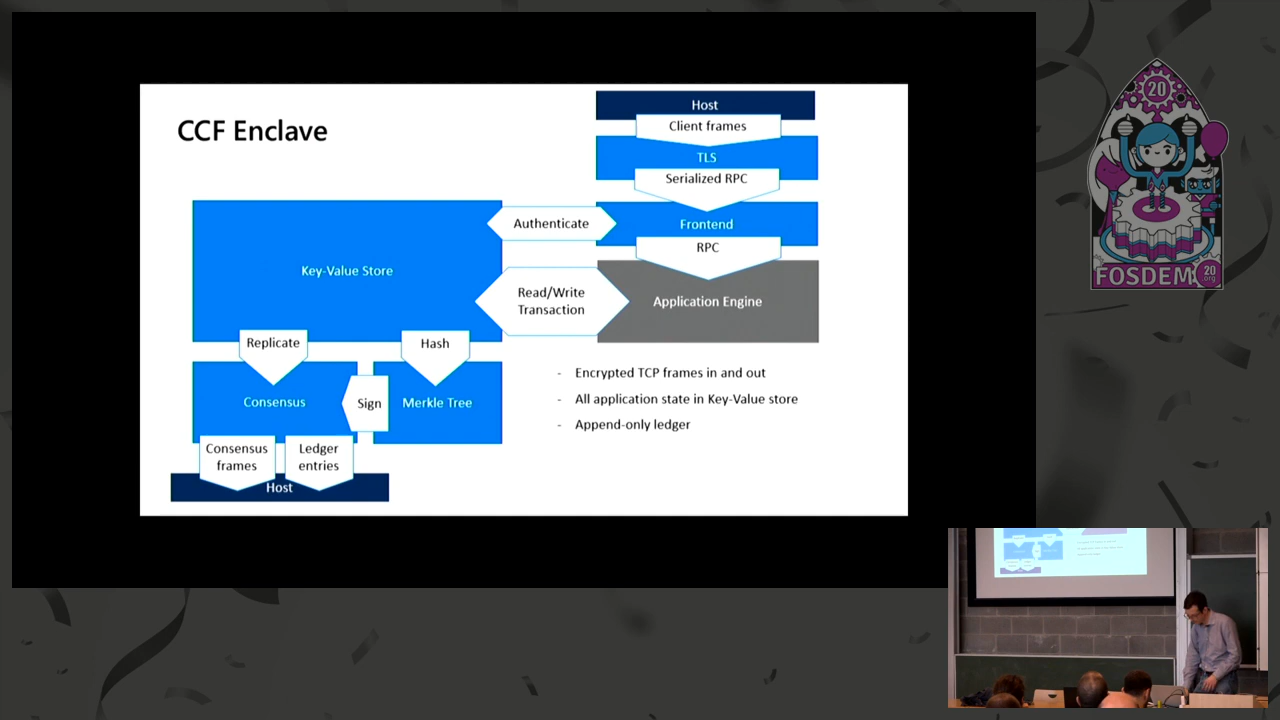 CCF Enclave
Host
Client frames
TLS
Serialized RPC
Authenticate
Frontend
RPC
Key-Value Store
Read/Write
Transaction
Application Engine
Replicate
Hash
Consensus
Sign
Merkle Tree
- Encrypted TCP frames in and out
- All application state in Key-Value store
- Append-only ledger
Consensus
frames
Ledger
entries
Host
20
FOSDEM
20
.org